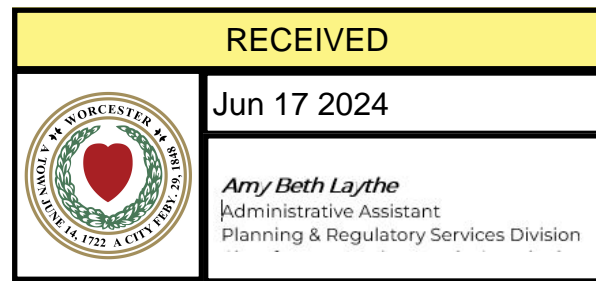 RECEIVED
WORCESTER
A TOWN JUNE 14, 1722 A CITY FEBY. 29, 1848
Jun 17 2024
Amy Beth Laythe
Administrative Assistant
Planning & Regulatory Services Division